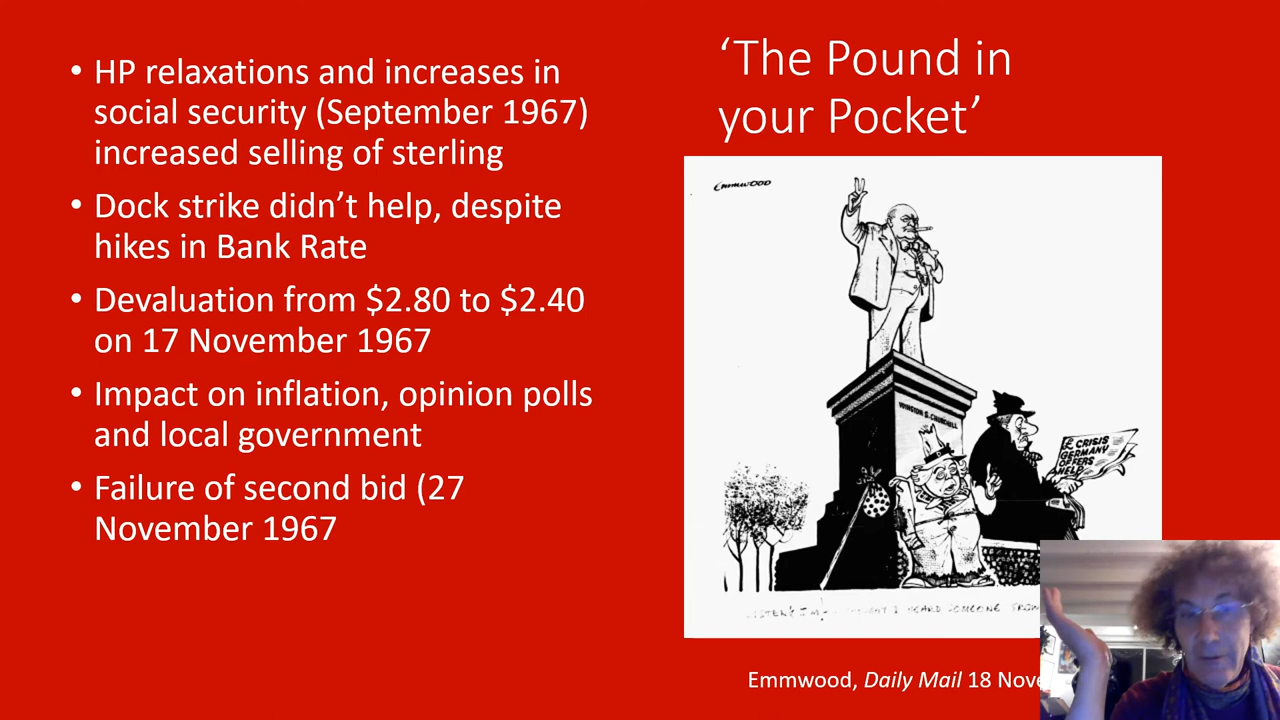 • HP relaxations and increases in
social security (September 1967)
increased selling of sterling
• Dock strike didn’t help, despite
hikes in Bank Rate
• Devaluation from $2.80 to $2.40
on 17 November 1967
• Impact on inflation, opinion polls
and local government
• Failure of second bid (27
November 1967
‘The Pound in
your Pocket’
EMMWOOD
WINSTON S. CHURCHILL
£ CRISIS
GERMANY
OFFERS
HELP
I HEARD SOMEONE
Emmwood, Daily Mail 18 Nove